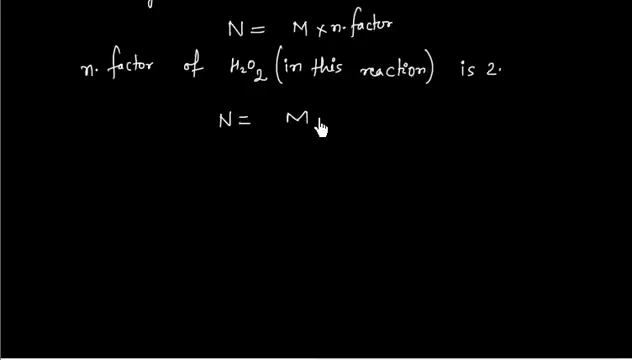 N = M × n.factor
n.factor of H₂O₂ (in this reaction) is 2.
N = M